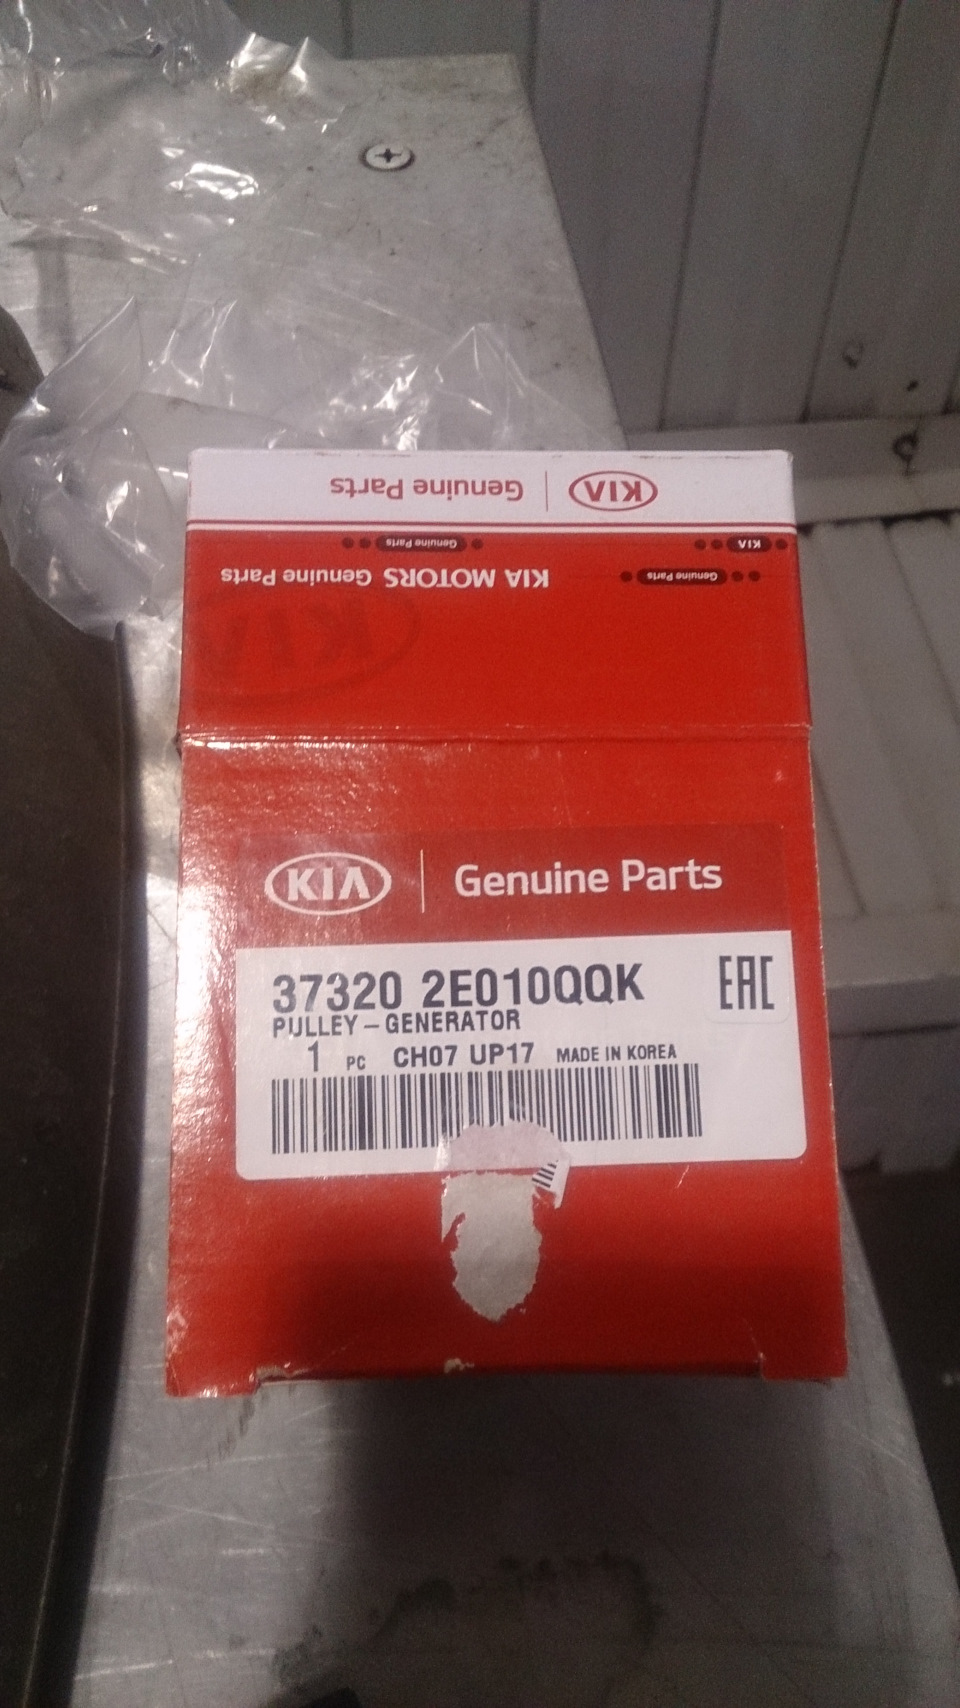 KIA Genuine Parts
Genuine Parts KIA
KIA MOTORS Genuine Parts Genuine Parts
KIA
KIA Genuine Parts
37320 2E010QQK EAC
PULLEY – GENERATOR
1 PC CH07 UP17 MADE IN KOREA